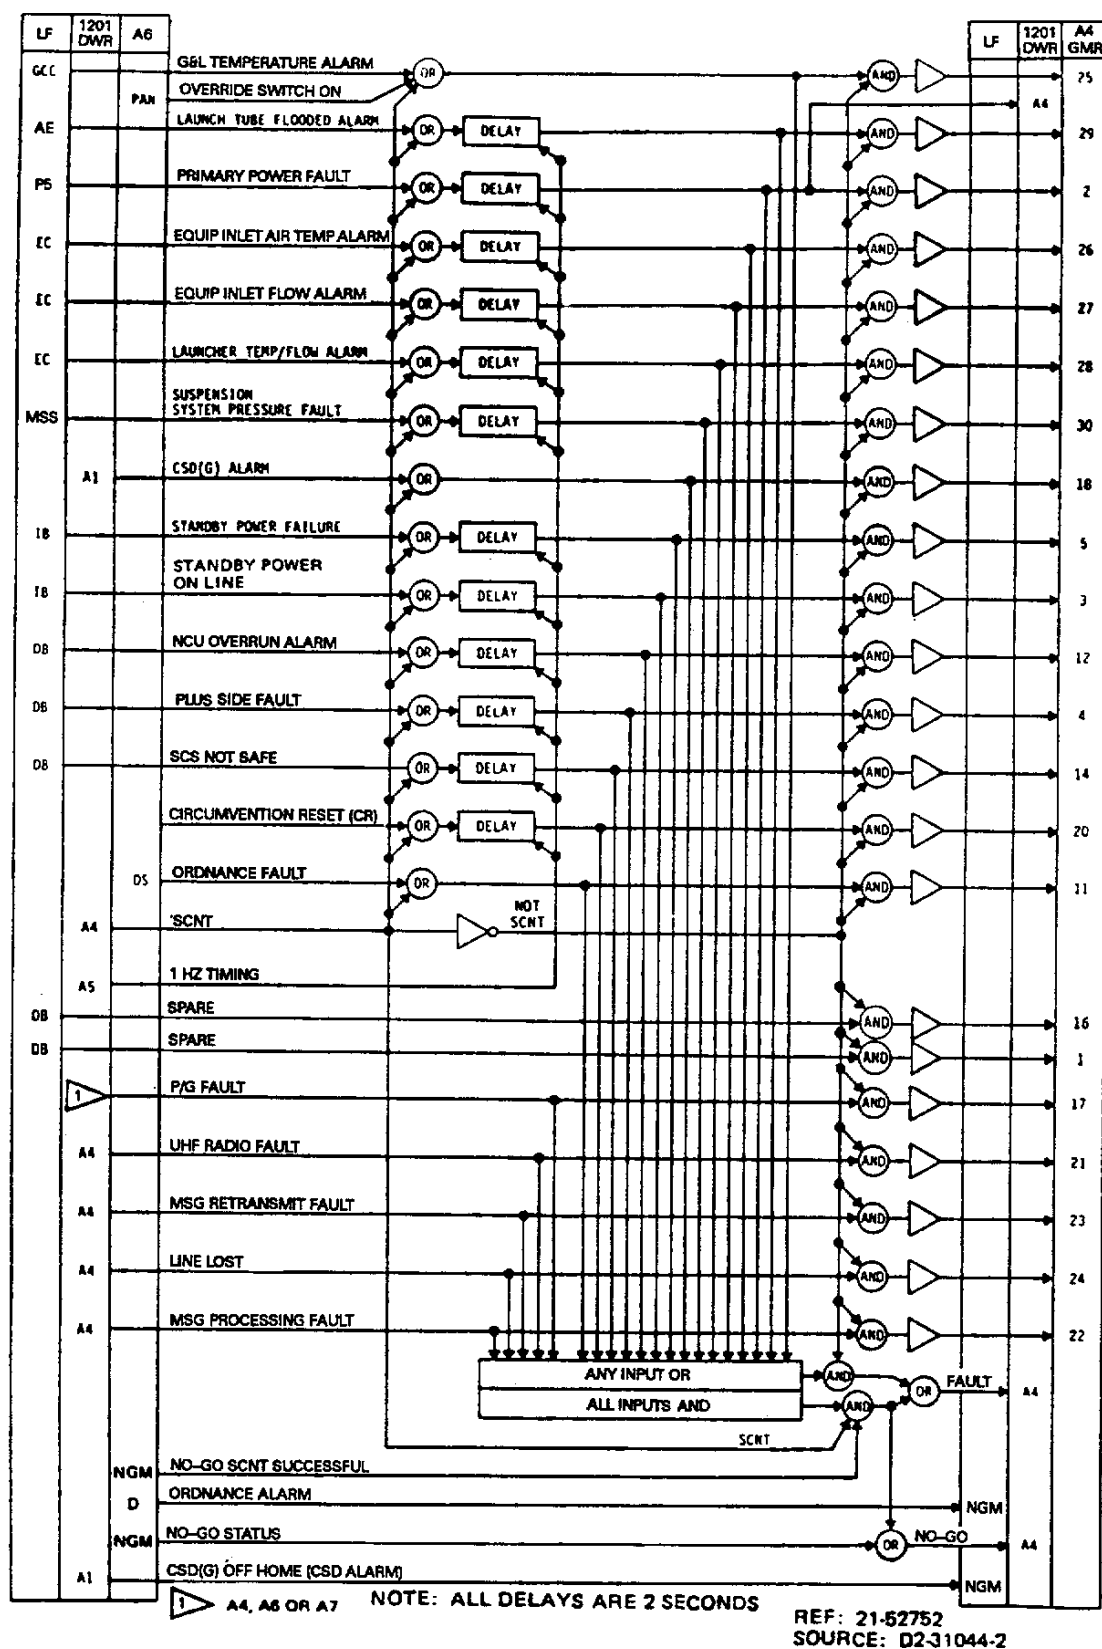 LF 1201 DWR A6 LF 1201 DWR A4 GMR
GCC G&L TEMPERATURE ALARM OR AND 25
PAN OVERRIDE SWITCH ON A4
AE LAUNCH TUBE FLOODED ALARM OR DELAY AND 29
PS PRIMARY POWER FAULT OR DELAY AND 2
EC EQUIP INLET AIR TEMP ALARM OR DELAY AND 26
EC EQUIP INLET FLOW ALARM OR DELAY AND 27
EC LAUNCHER TEMP/FLOW ALARM OR DELAY AND 28
SUSPENSION
MSS SYSTEM PRESSURE FAULT OR DELAY AND 30
A1 CSD(G) ALARM OR AND 18
IB STANDBY POWER FAILURE OR DELAY AND 5
STANDBY POWER
IB ON LINE OR DELAY AND 3
DB NCU OVERRUN ALARM OR DELAY AND 12
DB PLUS SIDE FAULT OR DELAY AND 4
DB SCS NOT SAFE OR DELAY AND 14
CIRCUMVENTION RESET (CR) OR DELAY AND 20
DS ORDNANCE FAULT OR AND 11
A4 'SCNT NOT SCNT
A5 1 HZ TIMING
DB SPARE AND 16
DB SPARE AND 1
1 P/G FAULT AND 17
A4 UHF RADIO FAULT AND 21
A4 MSG RETRANSMIT FAULT AND 23
A4 LINE LOST AND 24
A4 MSG PROCESSING FAULT AND 22
ANY INPUT OR AND OR FAULT A4
ALL INPUTS AND AND
SCNT
NGM NO-GO SCNT SUCCESSFUL
D ORDNANCE ALARM NGM
NGM NO-GO STATUS OR NO-GO A4
A1 CSD(G) OFF HOME (CSD ALARM) NGM
1 A4, A6 OR A7 NOTE: ALL DELAYS ARE 2 SECONDS
REF: 21-52752
SOURCE: D2-31044-2